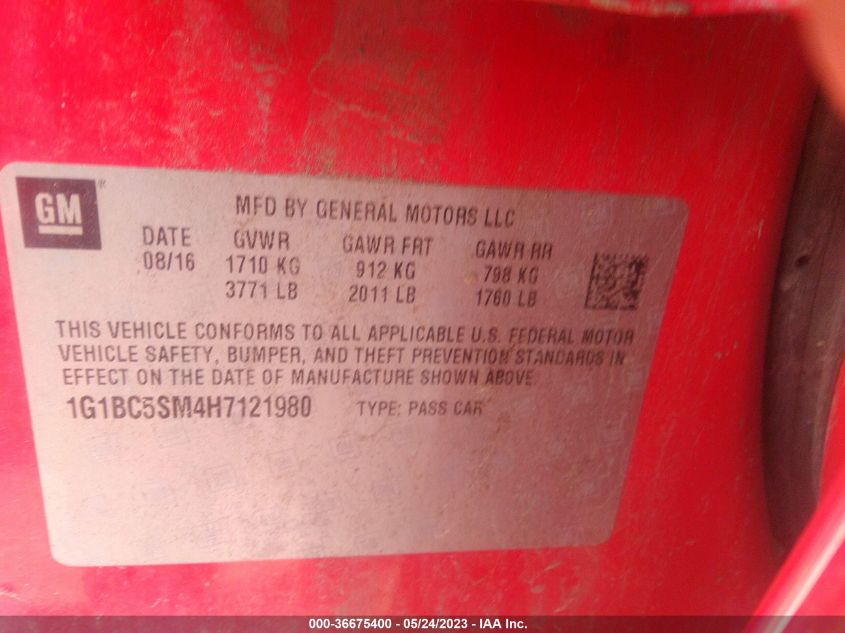 GM ®
MFD BY GENERAL MOTORS LLC
DATE GVWR GAWR FRT GAWR RR
08/16 1710 KG 912 KG 798 KG
3771 LB 2011 LB 1760 LB
THIS VEHICLE CONFORMS TO ALL APPLICABLE U.S. FEDERAL MOTOR
VEHICLE SAFETY, BUMPER, AND THEFT PREVENTION STANDARDS IN
EFFECT ON THE DATE OF MANUFACTURE SHOWN ABOVE.
1G1BC5SM4H7121980 TYPE: PASS CAR
000-36675400 - 05/24/2023 - IAA Inc.